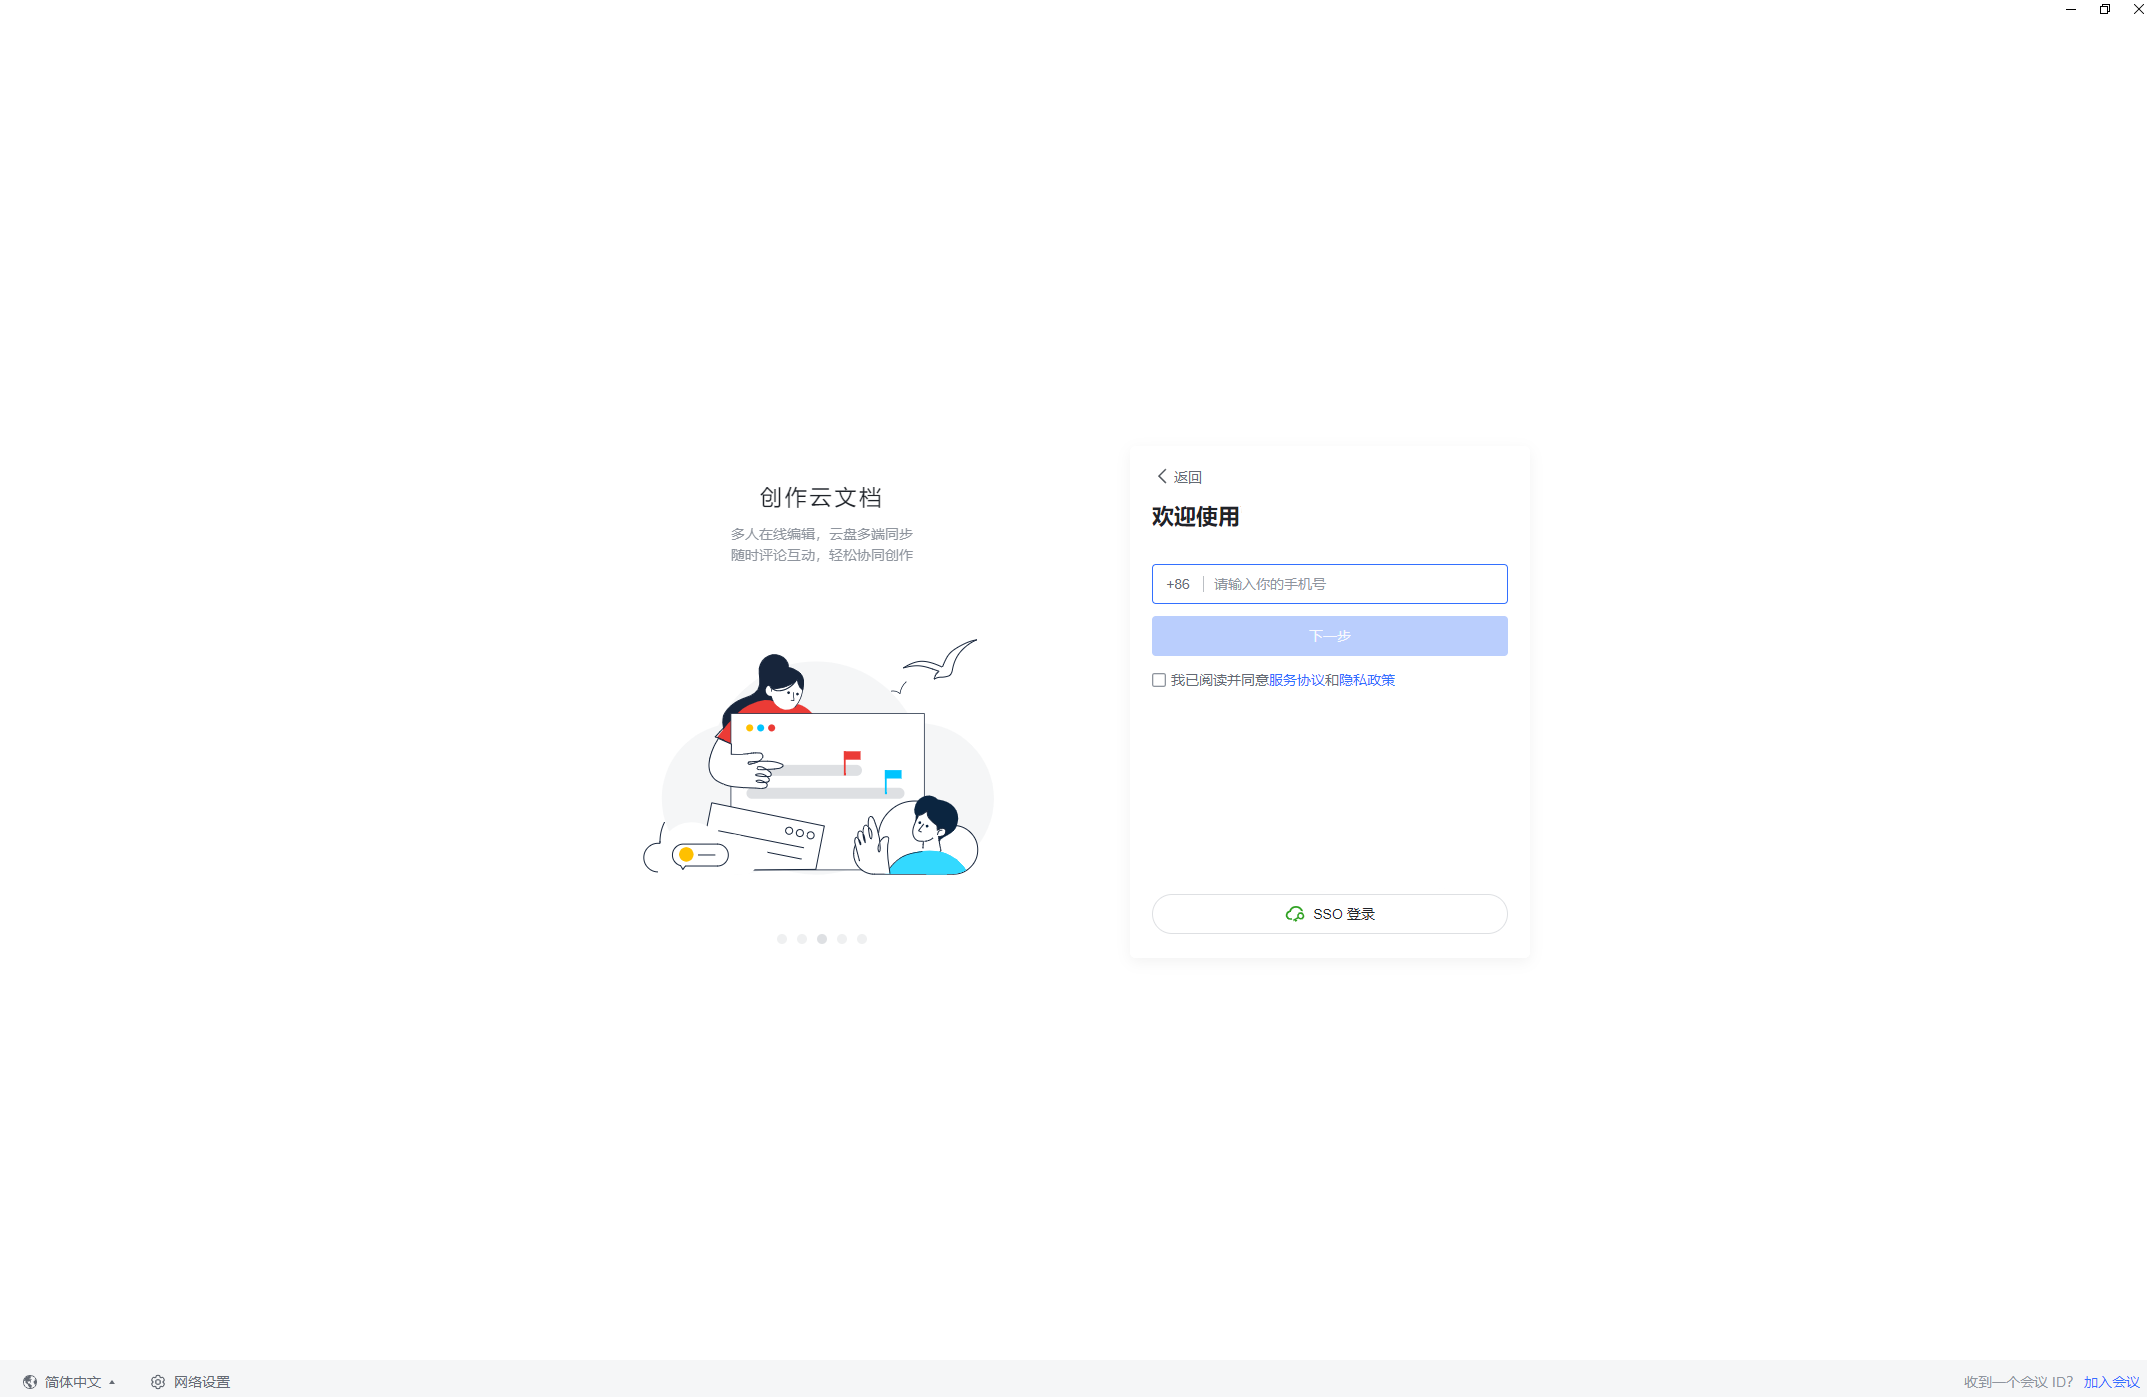 创作云文档
多人在线编辑，云盘多端同步
随时评论互动，轻松协同创作
返回
欢迎使用
+86 请输入你的手机号
下一步
我已阅读并同意服务协议和隐私政策
SSO 登录
简体中文 网络设置 收到一个会议 ID？ 加入会议